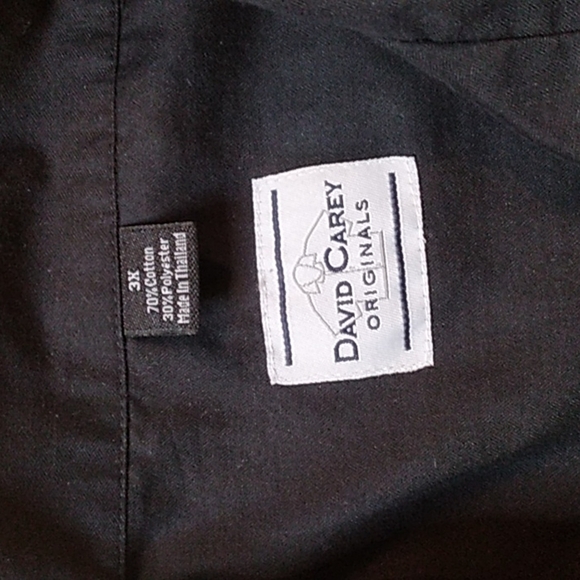 3X
70% Cotton
30% Polyester
Made In Thailand
DAVID CAREY
ORIGINALS